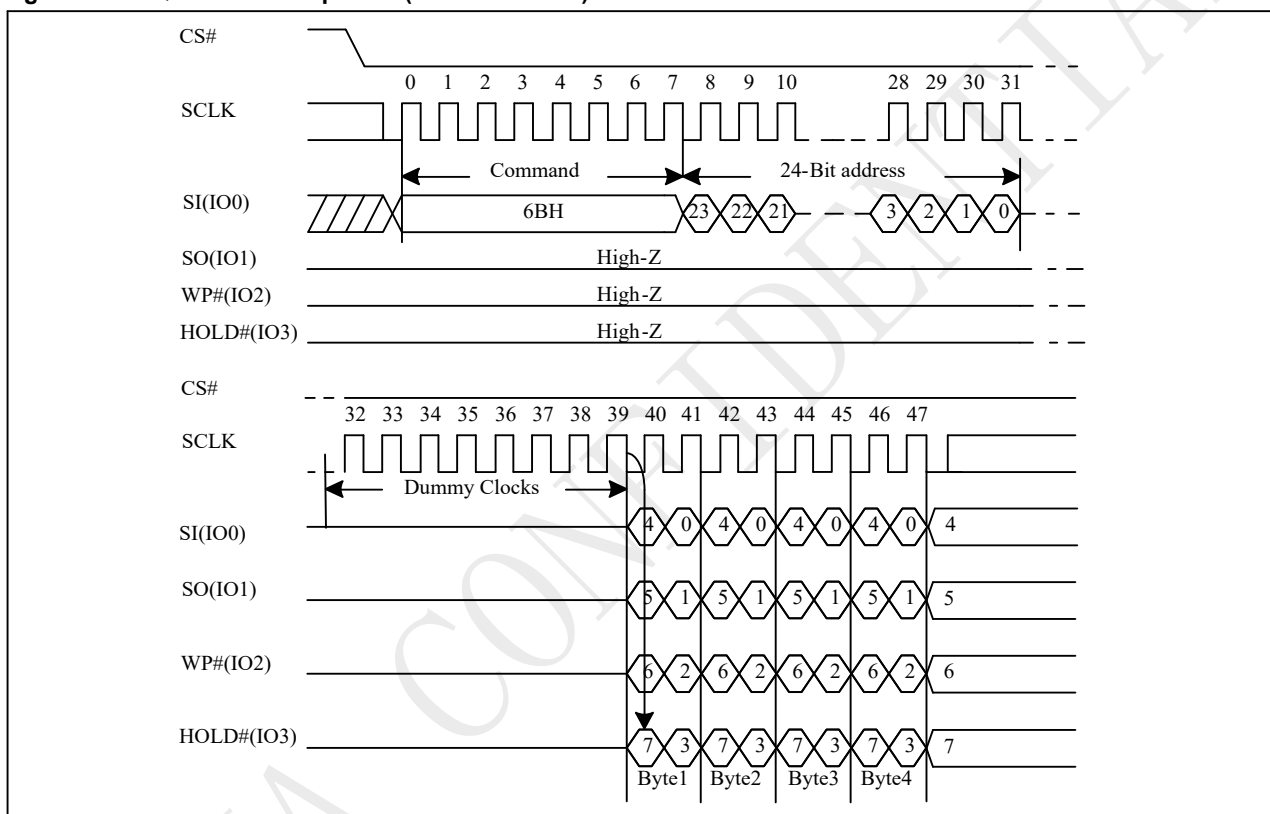 CS#
0 1 2 3 4 5 6 7 8 9 10 28 29 30 31
SCLK
Command 24-Bit address
SI(IO0) 6BH 23 22 21 3 2 1 0
SO(IO1) High-Z
WP#(IO2) High-Z
HOLD#(IO3) High-Z
CS#
32 33 34 35 36 37 38 39 40 41 42 43 44 45 46 47
SCLK
Dummy Clocks
SI(IO0) 4 0 4 0 4 0 4 0 4
SO(IO1) 5 1 5 1 5 1 5 1 5
WP#(IO2) 6 2 6 2 6 2 6 2 6
HOLD#(IO3) 7 3 7 3 7 3 7 3 7
Byte1 Byte2 Byte3 Byte4